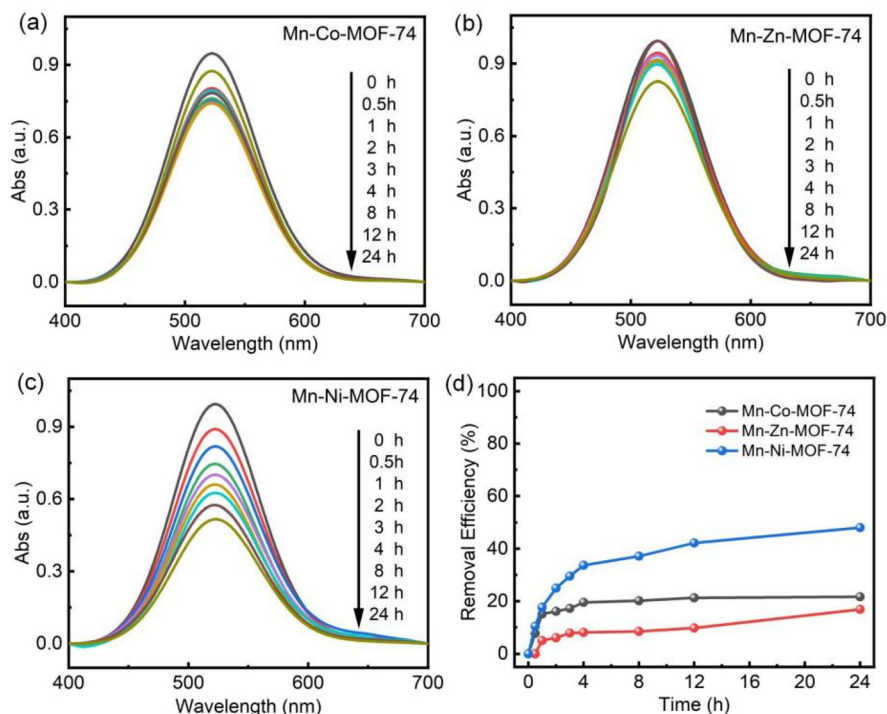 (a)
Mn-Co-MOF-74
0 h
0.5h
1 h
2 h
3 h
4 h
8 h
12 h
24 h
Abs (a.u.)
0.9
0.6
0.3
0.0
400
500
600
700
Wavelength (nm)
(b)
Mn-Zn-MOF-74
0 h
0.5h
1 h
2 h
3 h
4 h
8 h
12 h
24 h
Abs (a.u.)
0.9
0.6
0.3
0.0
400
500
600
700
Wavelength (nm)
(c)
Mn-Ni-MOF-74
0 h
0.5h
1 h
2 h
3 h
4 h
8 h
12 h
24 h
Abs (a.u.)
0.9
0.6
0.3
0.0
400
500
600
700
Wavelength (nm)
(d)
Mn-Co-MOF-74
Mn-Zn-MOF-74
Mn-Ni-MOF-74
Removal Efficiency (%)
100
80
60
40
20
0
0
4
8
12
16
20
24
Time (h)